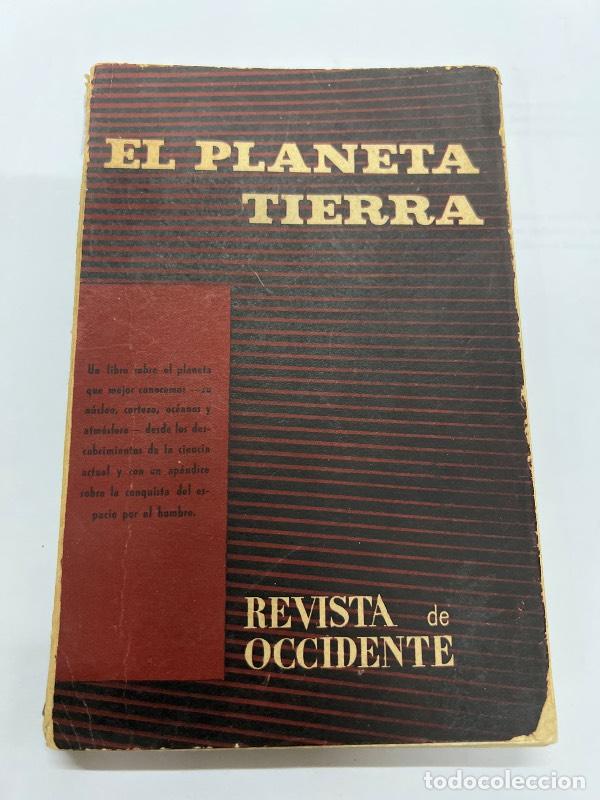 EL PLANETA
TIERRA
Un libro sobre el planeta
que mejor conocemos —su
núcleo, corteza, océanos y
atmósfera— desde los des-
cubrimientos de la ciencia
actual y con un apéndice
sobre la conquista del es-
pacio por el hombre.
REVISTA de
OCCIDENTE
todocoleccion